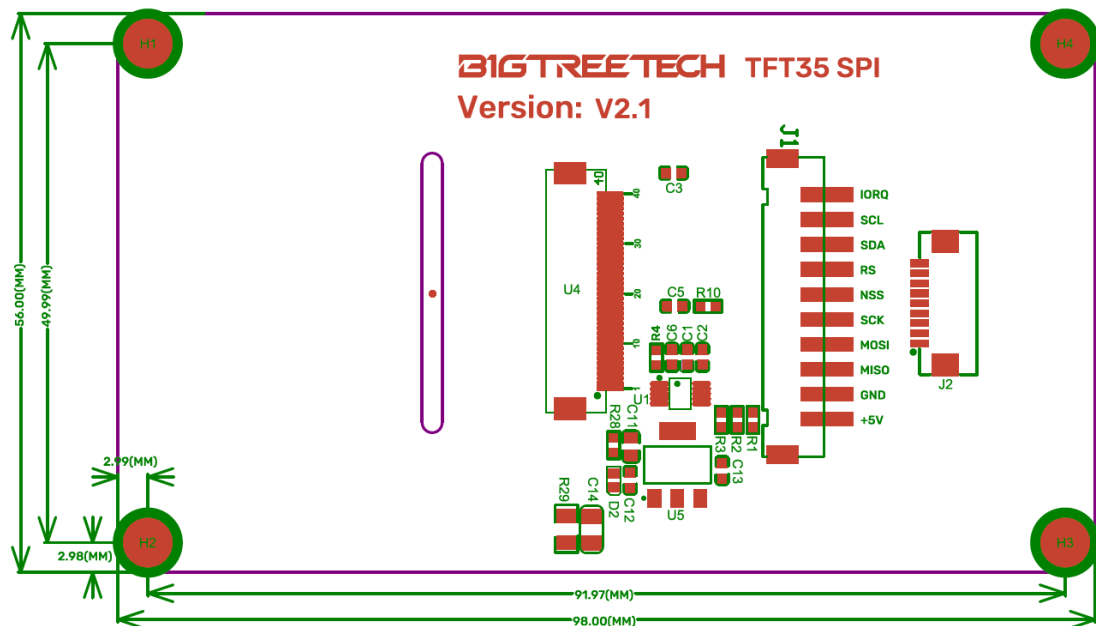 H1
H4
BIGTREETECH TFT35 SPI
Version: V2.1
J1
40
40
C3
IORQ
SCL
SDA
30
RS
U4
20
C5
R10
NSS
SCK
56.00(MM)
49.99(MM)
10
R4
C6
C1
C2
MOSI
MISO
J2
1
U1
GND
+5V
R28
C11
R3
R2
R1
2.99(MM)
C13
R29
C14
D2
C12
U5
H2
H3
2.98(MM)
91.97(MM)
98.00(MM)